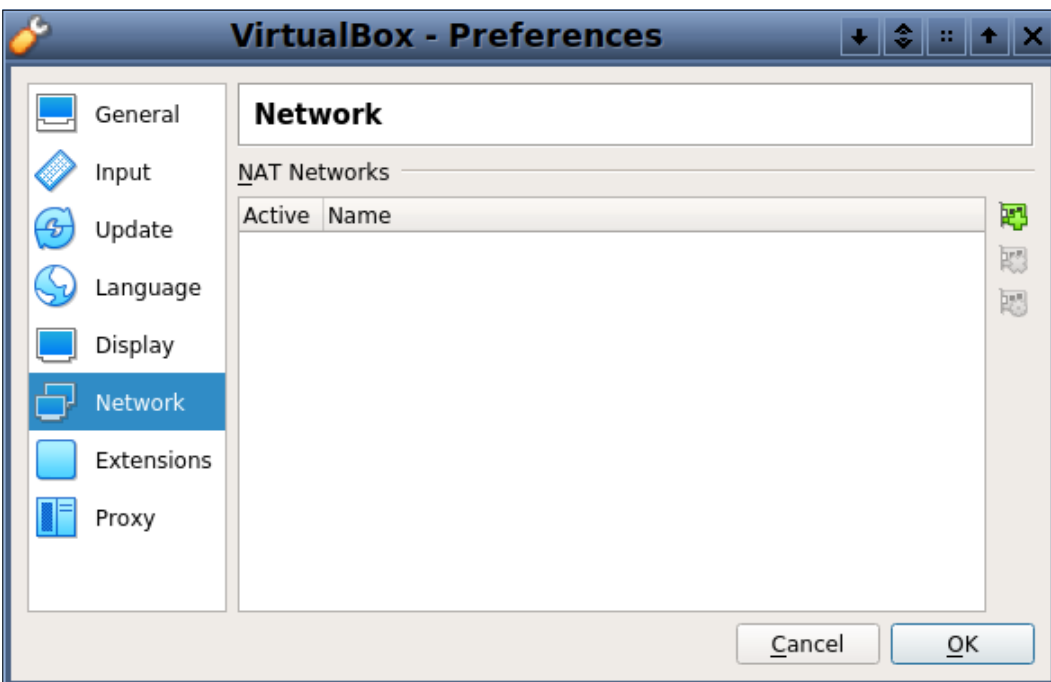 VirtualBox - Preferences
General
Input
Update
Language
Display
Network
Extensions
Proxy
Network
NAT Networks
Active Name
Cancel OK